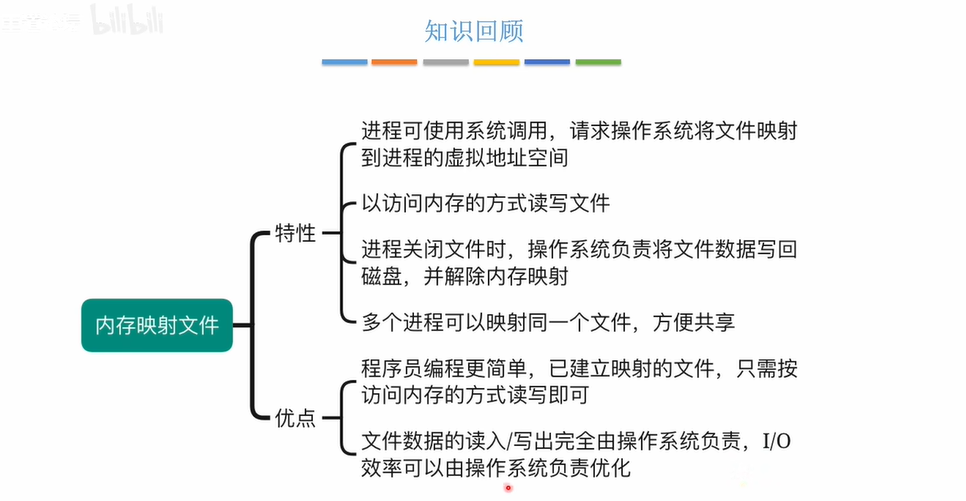 bilibili
知识回顾
进程可使用系统调用，请求操作系统将文件映射
到进程的虚拟地址空间
以访问内存的方式读写文件
特性
进程关闭文件时，操作系统负责将文件数据写回
磁盘，并解除内存映射
多个进程可以映射同一个文件，方便共享
内存映射文件
程序员编程更简单，已建立映射的文件，只需按
访问内存的方式读写即可
优点
文件数据的读入/写出完全由操作系统负责，I/O
效率可以由操作系统负责优化